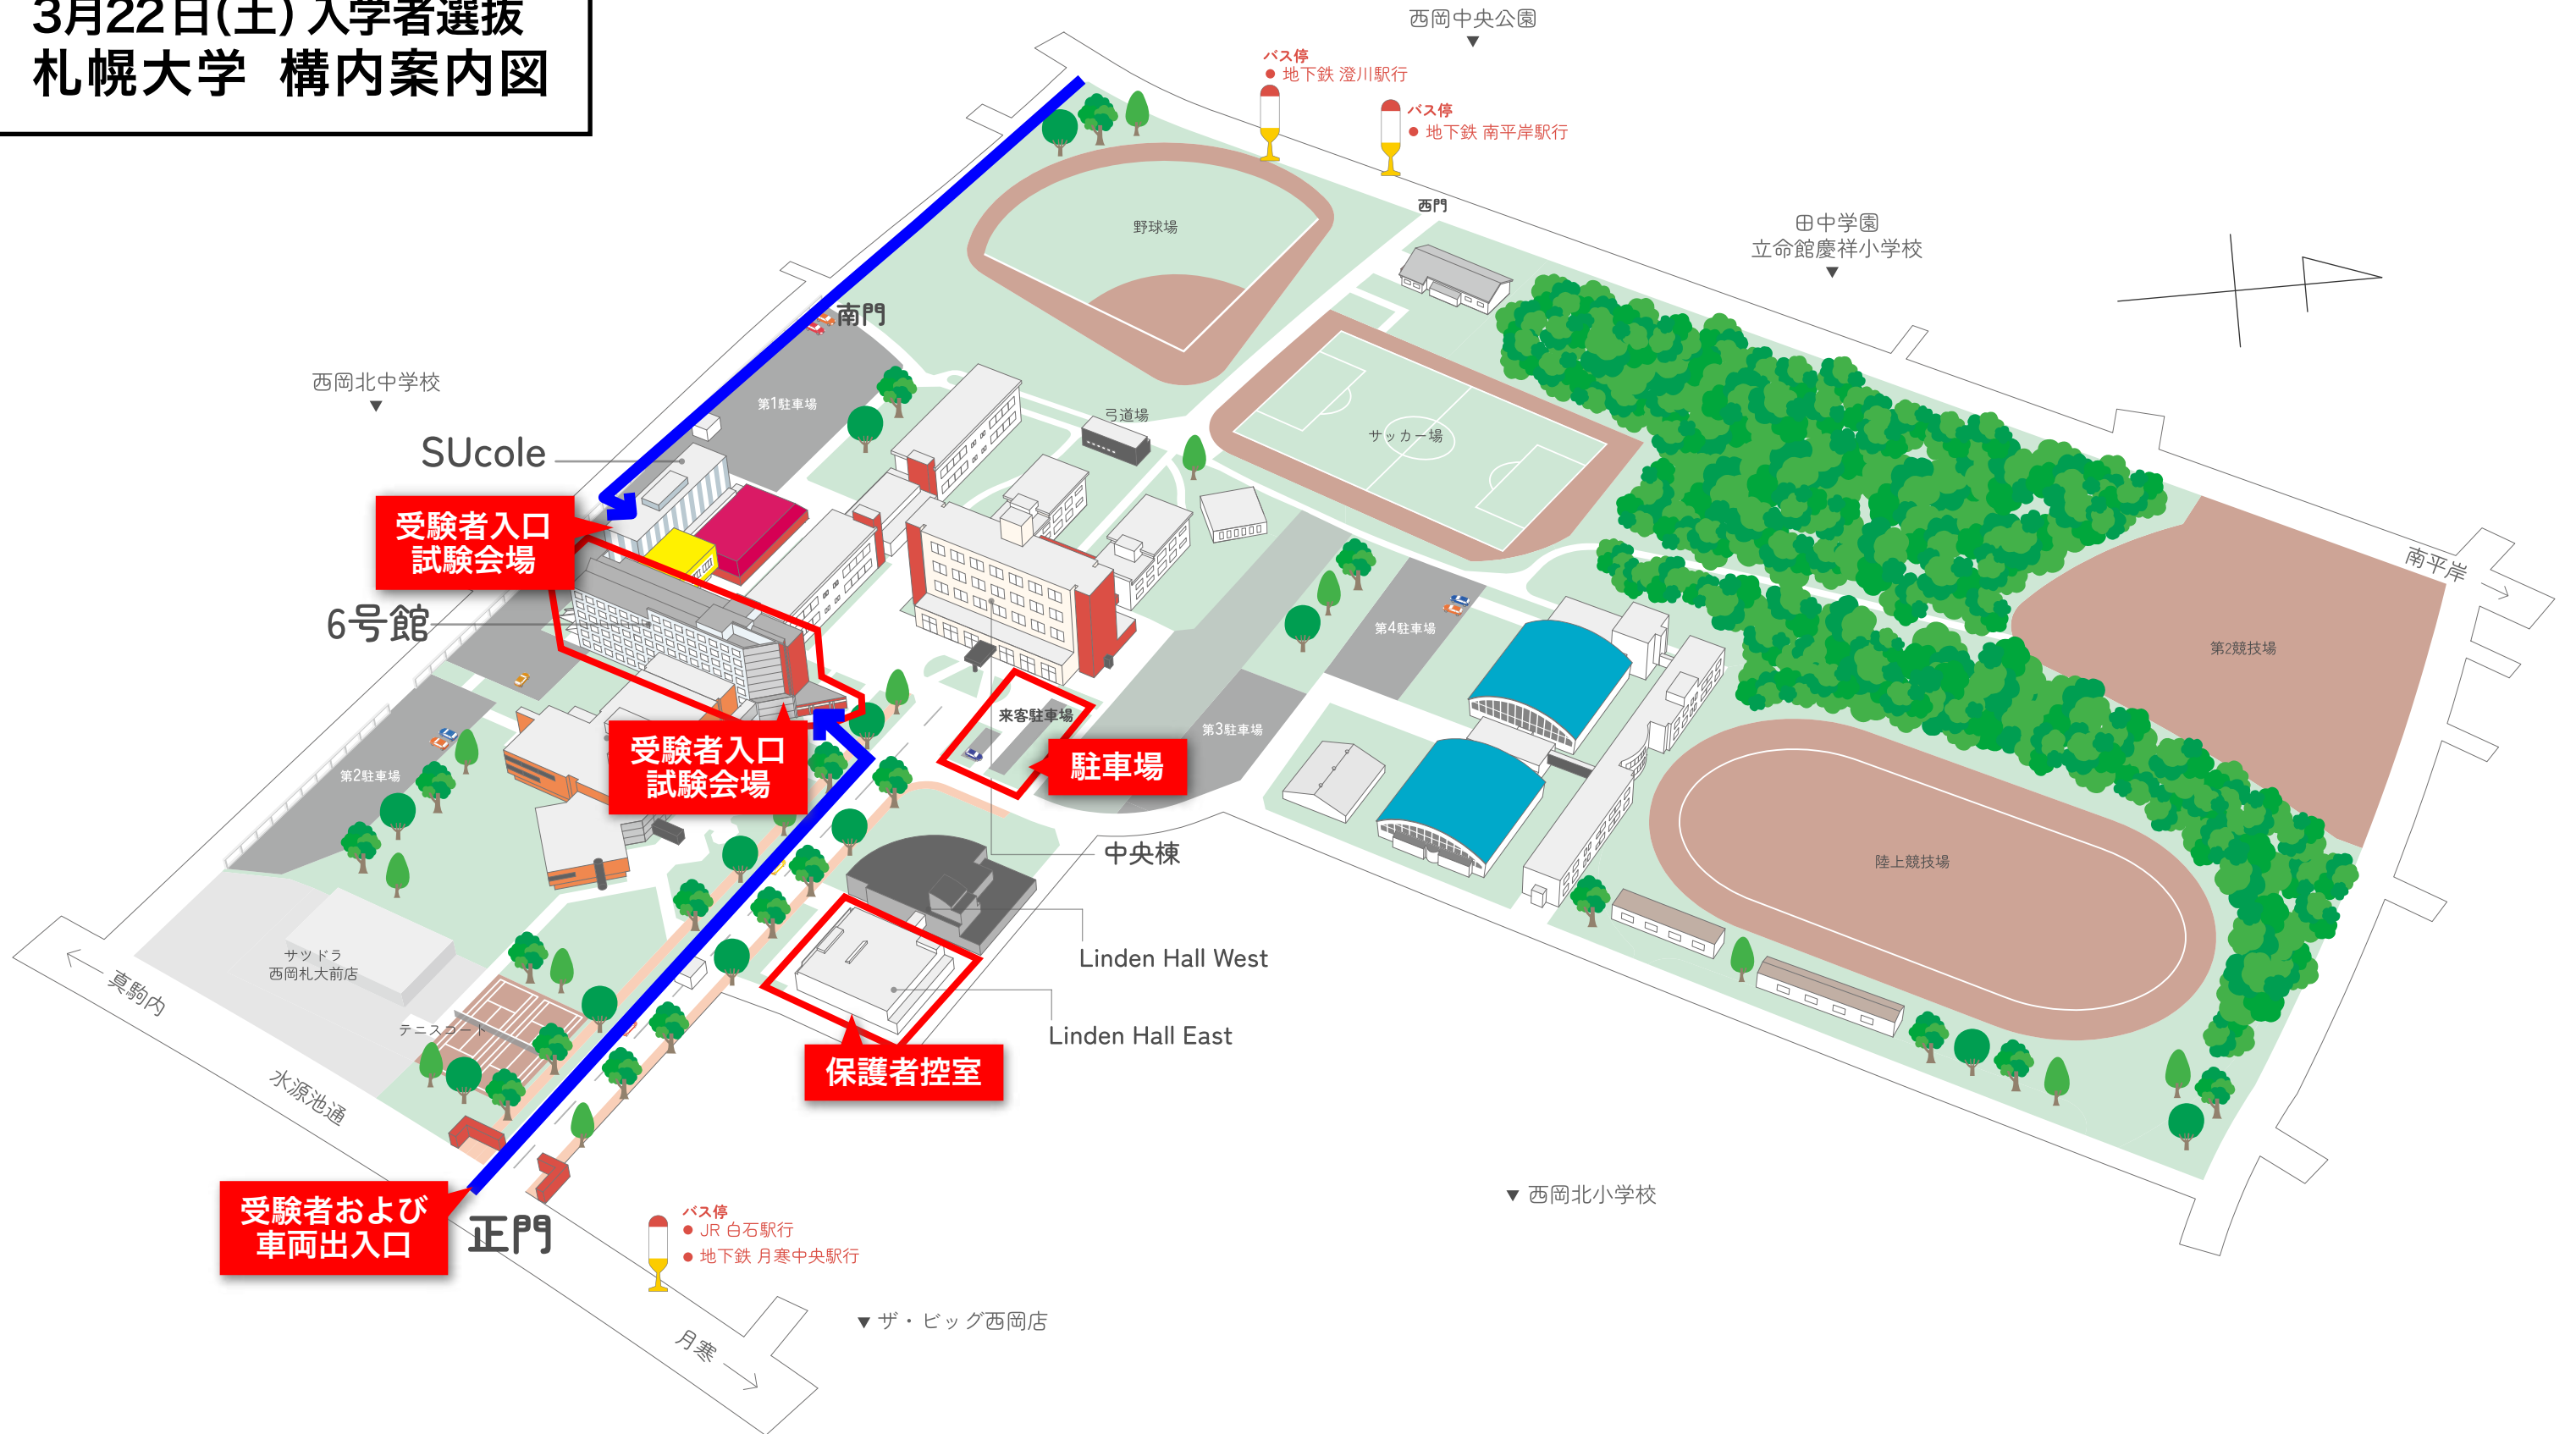 3月22日(土) 入学者選抜
札幌大学 構内案内図
西岡中央公園
▼
バス停
● 地下鉄 澄川駅行
バス停
● 地下鉄 南平岸駅行
西門
野球場
田中学園
立命館慶祥小学校
▼
南門
西岡北中学校
▼
第1駐車場
弓道場
サッカー場
SUcole
受験者入口
試験会場
6号館
南平岸
第4駐車場
第2競技場
来客駐車場
第3駐車場
受験者入口
試験会場
駐車場
第2駐車場
中央棟
陸上競技場
サツドラ
西岡札大前店
Linden Hall West
真駒内
テニスコート
Linden Hall East
保護者控室
水源池通
受験者および
車両出入口
正門
バス停
● JR 白石駅行
● 地下鉄 月寒中央駅行
▼ 西岡北小学校
▼ ザ・ビッグ西岡店
月寒